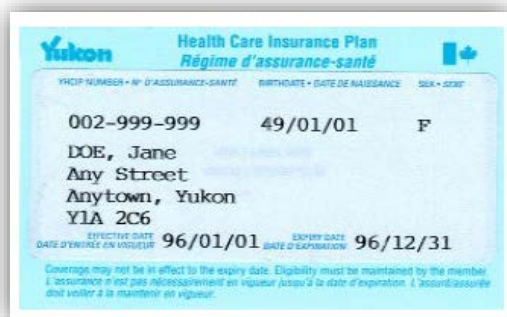 Yukon
Health Care Insurance Plan
Régime d'assurance-santé
YHCIP NUMBER • Nº D'ASSURANCE-SANTÉ BIRTHDATE • DATE DE NAISSANCE SEX • SEXE
002-999-999 49/01/01 F
DOE, Jane
Any Street
Anytown, Yukon
Y1A 2C6
EFFECTIVE DATE EXPIRY DATE
DATE D'ENTRÉE EN VIGUEUR 96/01/01 DATE D'EXPIRATION 96/12/31
Coverage may not be in effect to the expiry date. Eligibility must be maintained by the member.
L'assurance n'est pas nécessairement en vigueur jusqu'à la date d'expiration. L'assuré/assurée
doit veiller à la maintenir en vigueur.